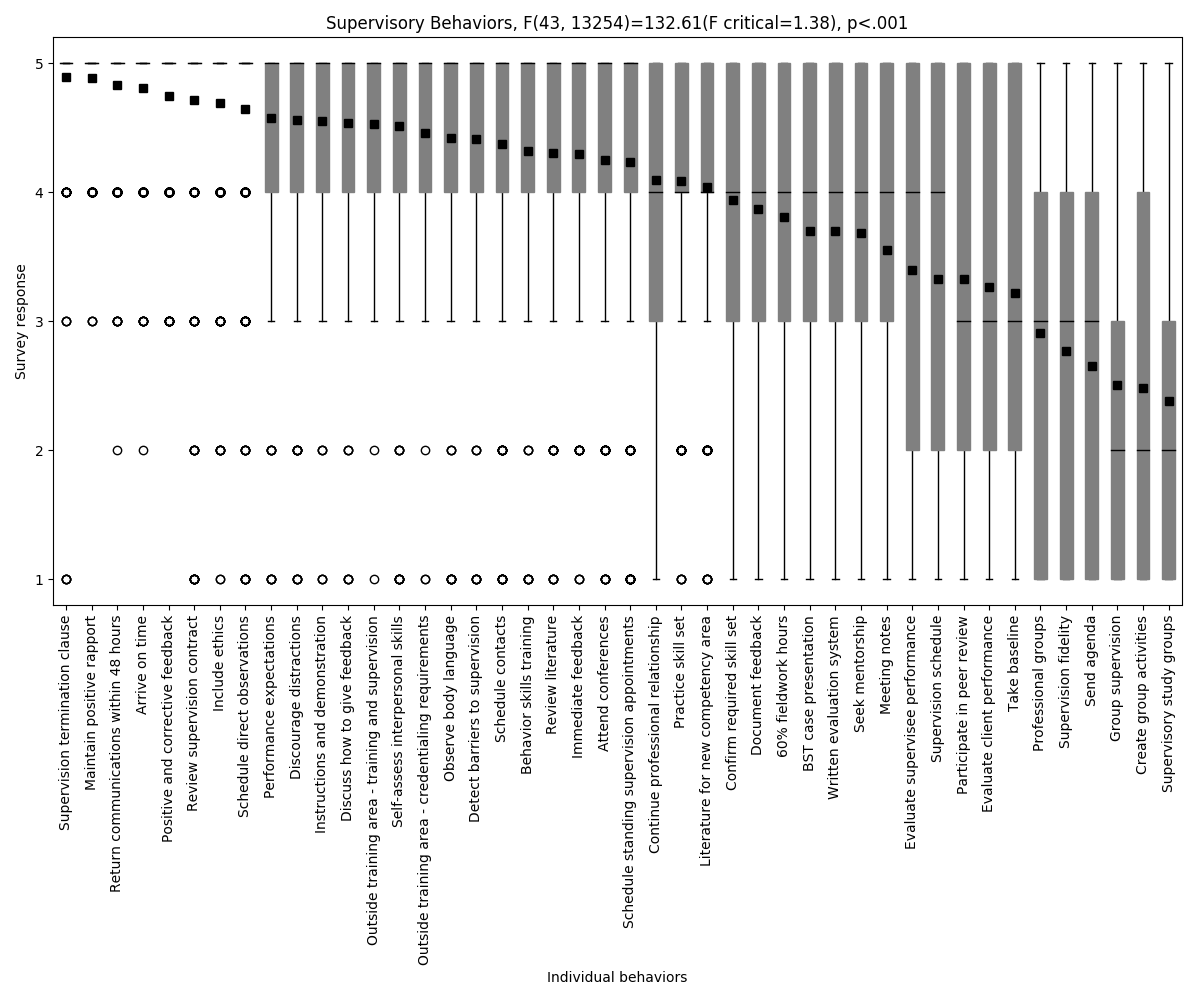 Supervisory Behaviors, F(43, 13254)=132.61(F critical=1.38), p<.001
5
4
3
2
1
Survey response
Supervision termination clause
Maintain positive rapport
Return communications within 48 hours
Arrive on time
Positive and corrective feedback
Review supervision contract
Include ethics
Schedule direct observations
Performance expectations
Discourage distractions
Instructions and demonstration
Discuss how to give feedback
Outside training area - training and supervision
Self-assess interpersonal skills
Outside training area - credentialing requirements
Observe body language
Detect barriers to supervision
Schedule contacts
Behavior skills training
Review literature
Immediate feedback
Attend conferences
Schedule standing supervision appointments
Continue professional relationship
Practice skill set
Literature for new competency area
Confirm required skill set
Document feedback
60% fieldwork hours
BST case presentation
Written evaluation system
Seek mentorship
Meeting notes
Evaluate supervisee performance
Supervision schedule
Participate in peer review
Evaluate client performance
Take baseline
Professional groups
Supervision fidelity
Send agenda
Group supervision
Create group activities
Supervisory study groups
Individual behaviors